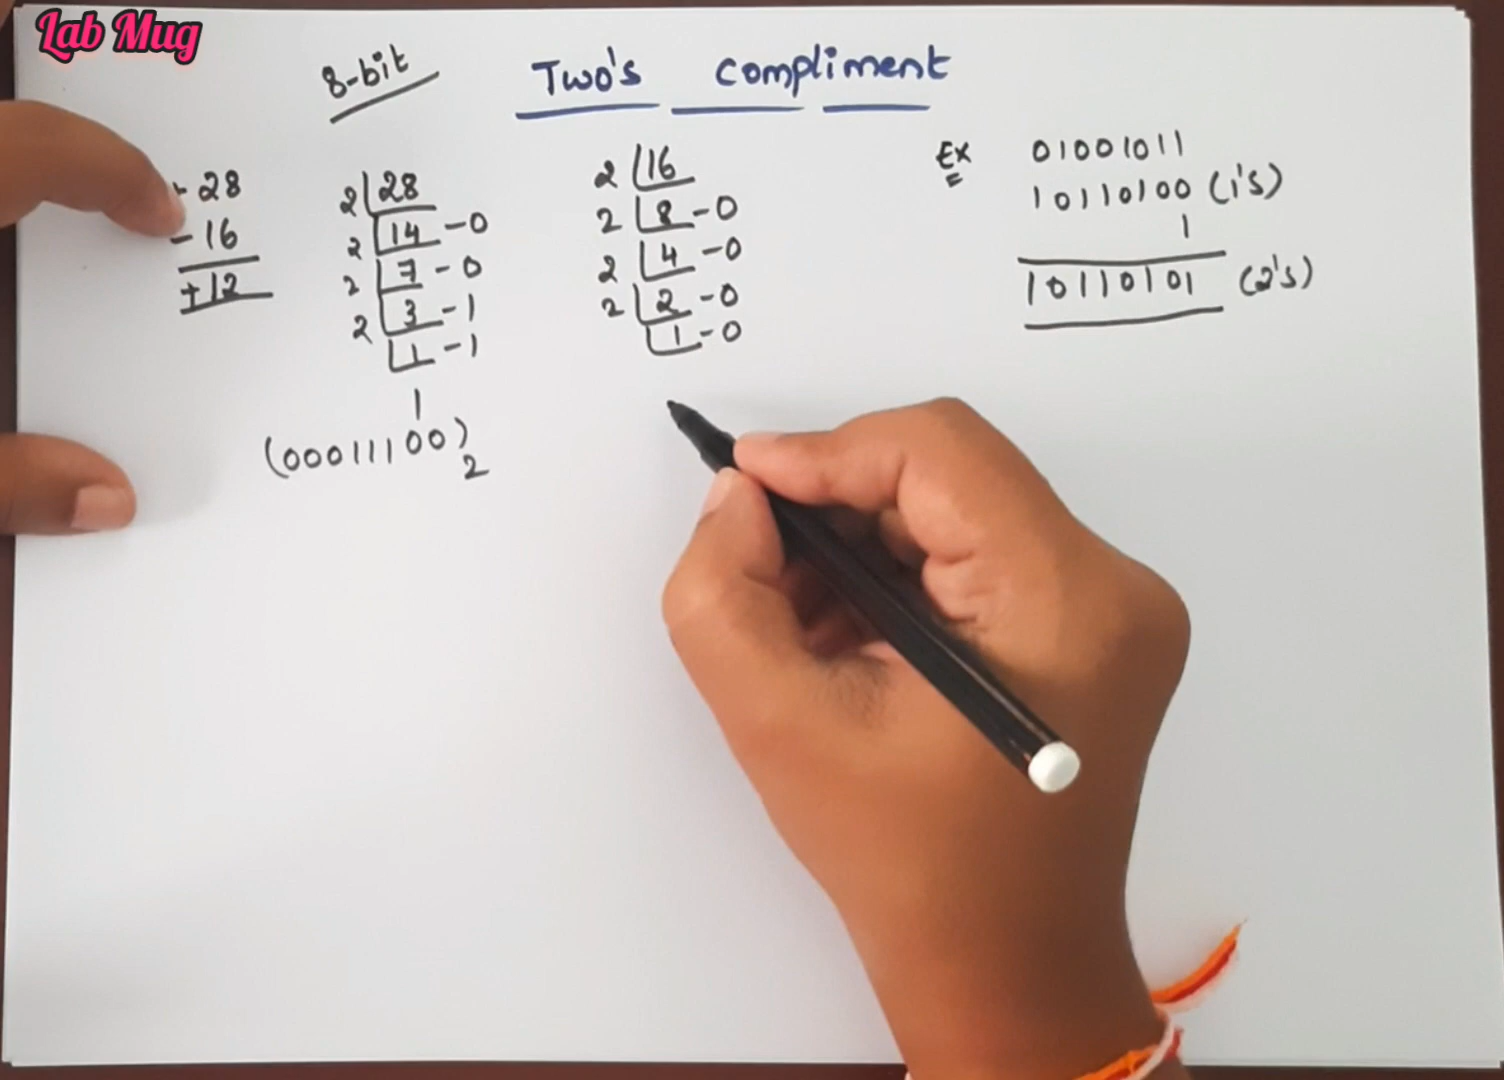 Lab Mug
8-bit Two's compliment
+ 28
- 16
+12
2 28
2 14 - 0
2 7 - 0
2 3 - 1
1 - 1
1
(00011100)2
2 16
2 8 - 0
2 4 - 0
2 2 - 0
1 - 0
Ex 01001011
10110100 (1's)
1
10110101 (2's)